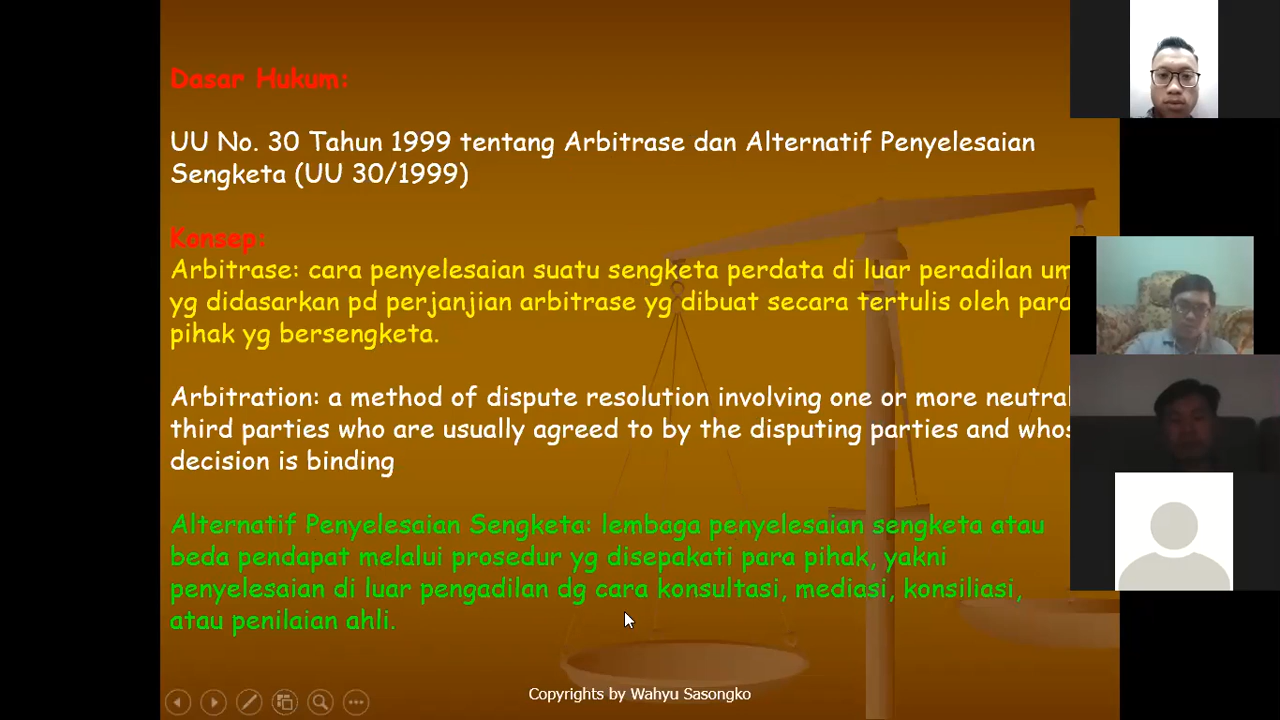 Dasar Hukum:
UU No. 30 Tahun 1999 tentang Arbitrase dan Alternatif Penyelesaian
Sengketa (UU 30/1999)
Konsep:
Arbitrase: cara penyelesaian suatu sengketa perdata di luar peradilan um
yg didasarkan pd perjanjian arbitrase yg dibuat secara tertulis oleh para
pihak yg bersengketa.
Arbitration: a method of dispute resolution involving one or more neutral
third parties who are usually agreed to by the disputing parties and whos
decision is binding
Alternatif Penyelesaian Sengketa: lembaga penyelesaian sengketa atau
beda pendapat melalui prosedur yg disepakati para pihak, yakni
penyelesaian di luar pengadilan dg cara konsultasi, mediasi, konsiliasi,
atau penilaian ahli.
Copyrights by Wahyu Sasongko